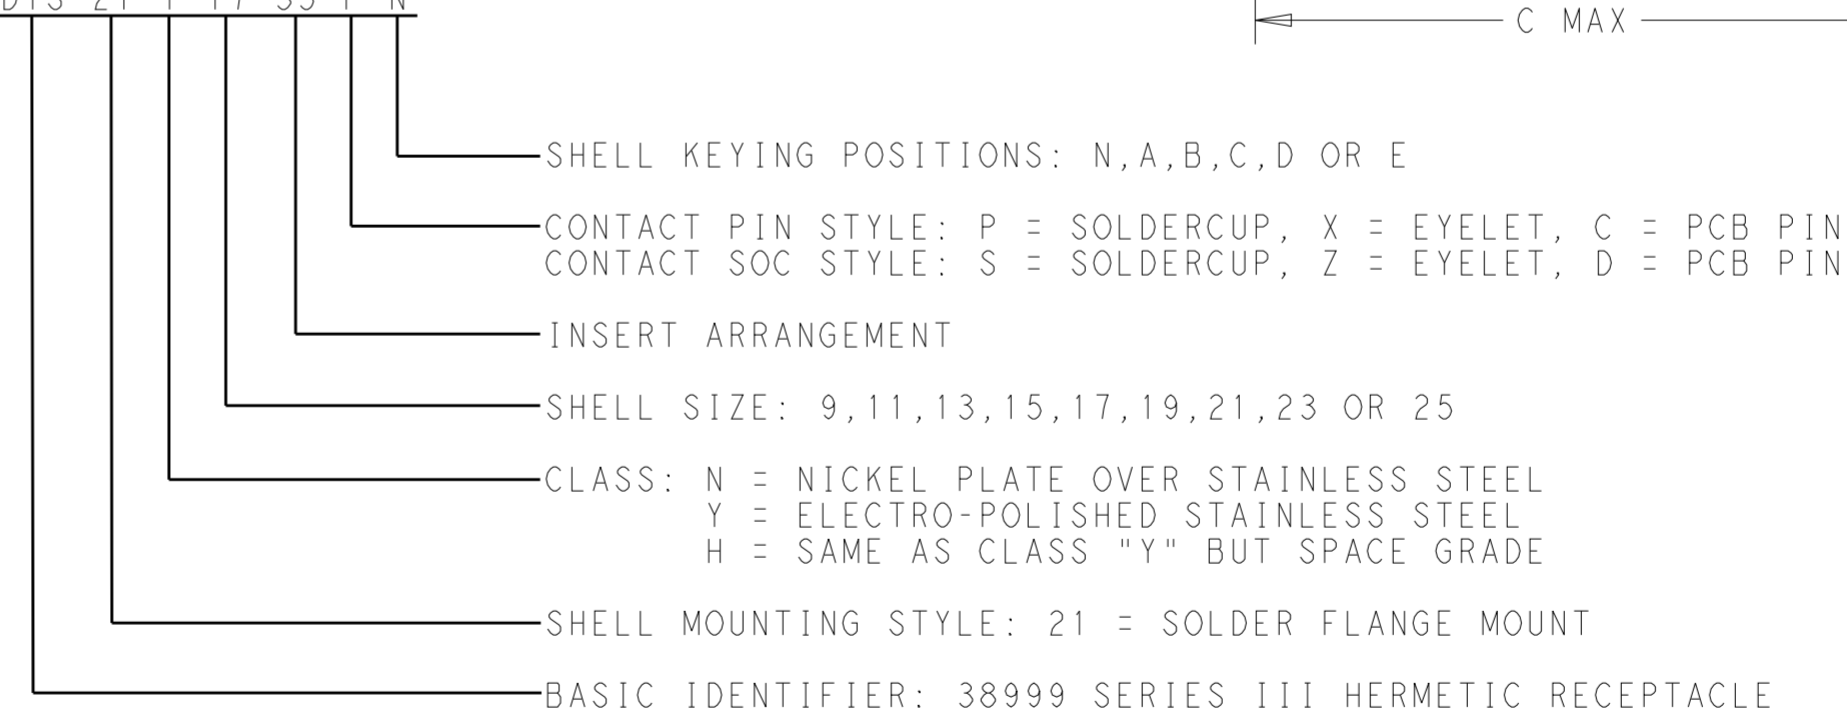 C MAX
SHELL KEYING POSITIONS: N,A,B,C,D OR E
CONTACT PIN STYLE: P = SOLDERCUP, X = EYELET, C = PCB PIN
CONTACT SOC STYLE: S = SOLDERCUP, Z = EYELET, D = PCB PIN
INSERT ARRANGEMENT
SHELL SIZE: 9,11,13,15,17,19,21,23 OR 25
CLASS: N = NICKEL PLATE OVER STAINLESS STEEL
Y = ELECTRO-POLISHED STAINLESS STEEL
H = SAME AS CLASS "Y" BUT SPACE GRADE
SHELL MOUNTING STYLE: 21 = SOLDER FLANGE MOUNT
BASIC IDENTIFIER: 38999 SERIES III HERMETIC RECEPTACLE